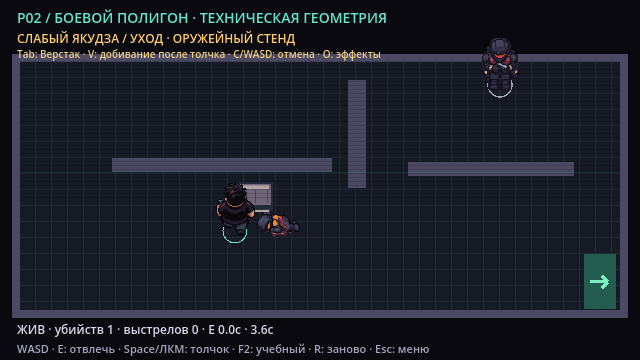 P02 / БОЕВОЙ ПОЛИГОН · ТЕХНИЧЕСКАЯ ГЕОМЕТРИЯ
СЛАБЫЙ ЯКУДЗА / УХОД · ОРУЖЕЙНЫЙ СТЕНД
Tab: Верстак · V: добивание после толчка · C/WASD: отмена · O: эффекты
ЖИВ · убийств 1 · выстрелов 0 · E 0.0с · 3.6с
WASD · E: отвлечь · Space/ЛКМ: толчок · F2: учебный · R: заново · Esc: меню